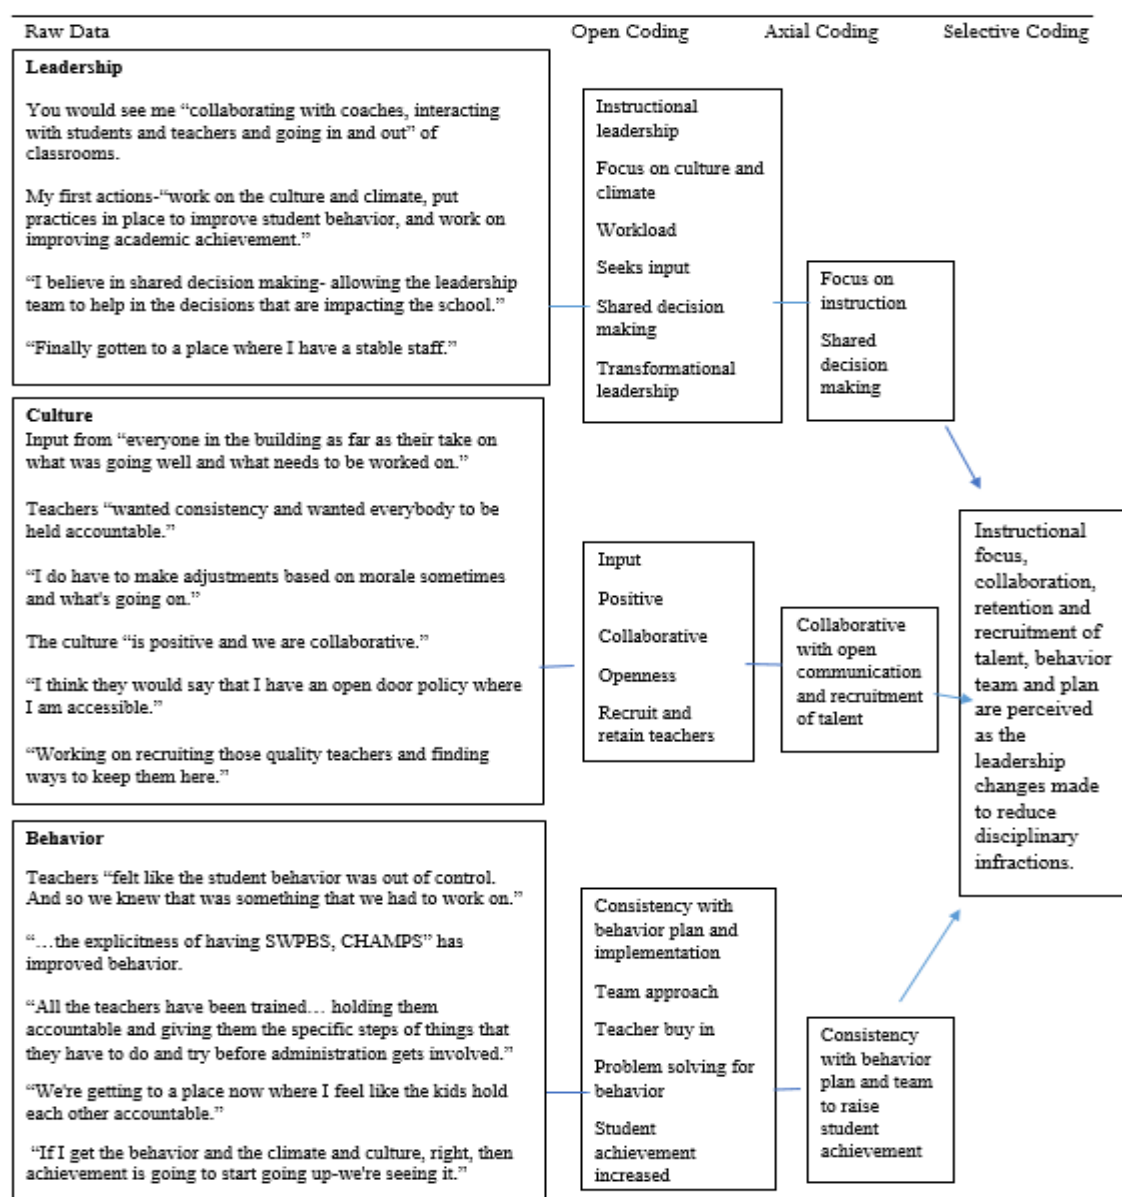 Raw Data
Open Coding
Axial Coding
Selective Coding
Leadership
You would see me “collaborating with coaches, interacting
with students and teachers and going in and out” of
classrooms.
My first actions-“work on the culture and climate, put
practices in place to improve student behavior, and work on
improving academic achievement.”
“I believe in shared decision making- allowing the leadership
team to help in the decisions that are impacting the school.”
“Finally gotten to a place where I have a stable staff.”
Instructional
leadership
Focus on culture and
climate
Workload
Seeks input
Shared decision
making
Transformational
leadership
Focus on
instruction
Shared
decision
making
Culture
Input from “everyone in the building as far as their take on
what was going well and what needs to be worked on.”
Teachers “wanted consistency and wanted everybody to be
held accountable.”
“I do have to make adjustments based on morale sometimes
and what's going on.”
The culture “is positive and we are collaborative.”
“I think they would say that I have an open door policy where
I am accessible.”
“Working on recruiting those quality teachers and finding
ways to keep them here.”
Input
Positive
Collaborative
Openness
Recruit and
retain teachers
Collaborative
with open
communication
and recruitment
of talent
Instructional
focus,
collaboration,
retention and
recruitment of
talent, behavior
team and plan
are perceived
as the
leadership
changes made
to reduce
disciplinary
infractions.
Behavior
Teachers “felt like the student behavior was out of control.
And so we knew that was something that we had to work on.”
“…the explicitness of having SWPBS, CHAMPS” has
improved behavior.
“All the teachers have been trained… holding them
accountable and giving them the specific steps of things that
they have to do and try before administration gets involved.”
“We're getting to a place now where I feel like the kids hold
each other accountable.”
“If I get the behavior and the climate and culture, right, then
achievement is going to start going up-we're seeing it.”
Consistency with
behavior plan and
implementation
Team approach
Teacher buy in
Problem solving for
behavior
Student
achievement
increased
Consistency
with behavior
plan and team
to raise
student
achievement